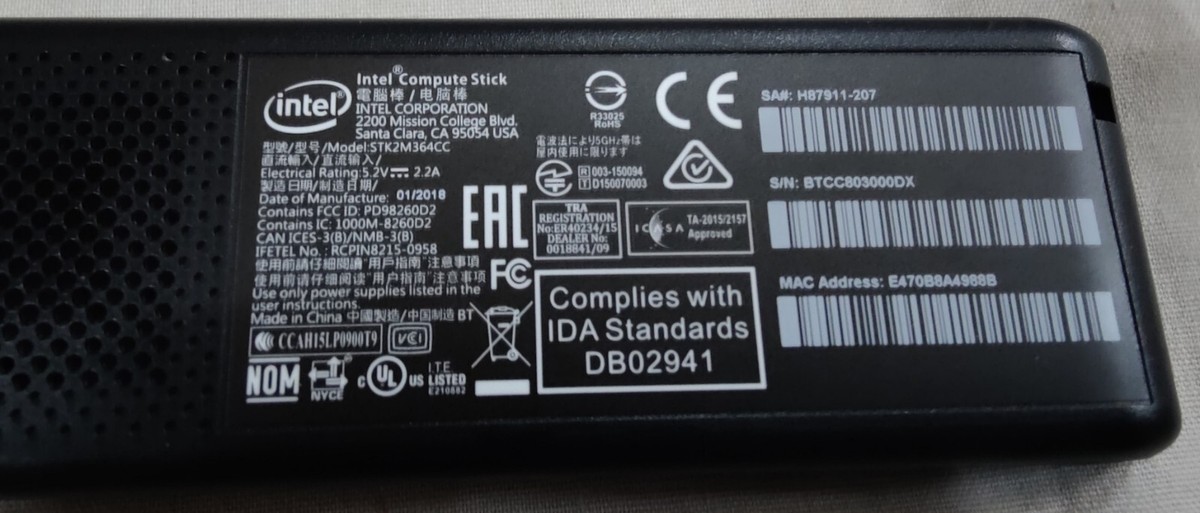 intel
®
Intel Compute Stick
電腦棒 / 电脑棒
INTEL CORPORATION
2200 Mission College Blvd.
Santa Clara, CA 95054 USA
型號/型号/Model:STK2M364CC
直流輸入/直流输入/
Electrical Rating:5.2V⎓ 2.2A
製造日期/制造日期/
Date of Manufacture: 01/2018
Contains FCC ID: PD98260D2
Contains IC: 1000M-8260D2
CAN ICES-3(B)/NMB-3(B)
IFETEL No.: RCPIN8215-0958
使用前請仔細閱讀"用戶指南"注意事項
使用前请仔细阅读"用户指南"注意事项
Use only power supplies listed in the
user instructions.
Made in China 中國製造/中国制造 BT
CCAH15LP0900T9
VCI
NOM
NYCE
®
C UL US
I.T.E.
LISTED
E210882
EAC
FC
R33025
RoHS
CE
電波法により5GHz帯は
屋内使用に限ります
R 003-150094
T D150070003
TRA
REGISTRATION
No:ER40234/15
DEALER No:
0018841/09
ICASA
TA-2015/2157
Approved
Complies with
IDA Standards
DB02941
SA#: H87911-207
S/N: BTCC803000DX
MAC Address: E470B8A4988B